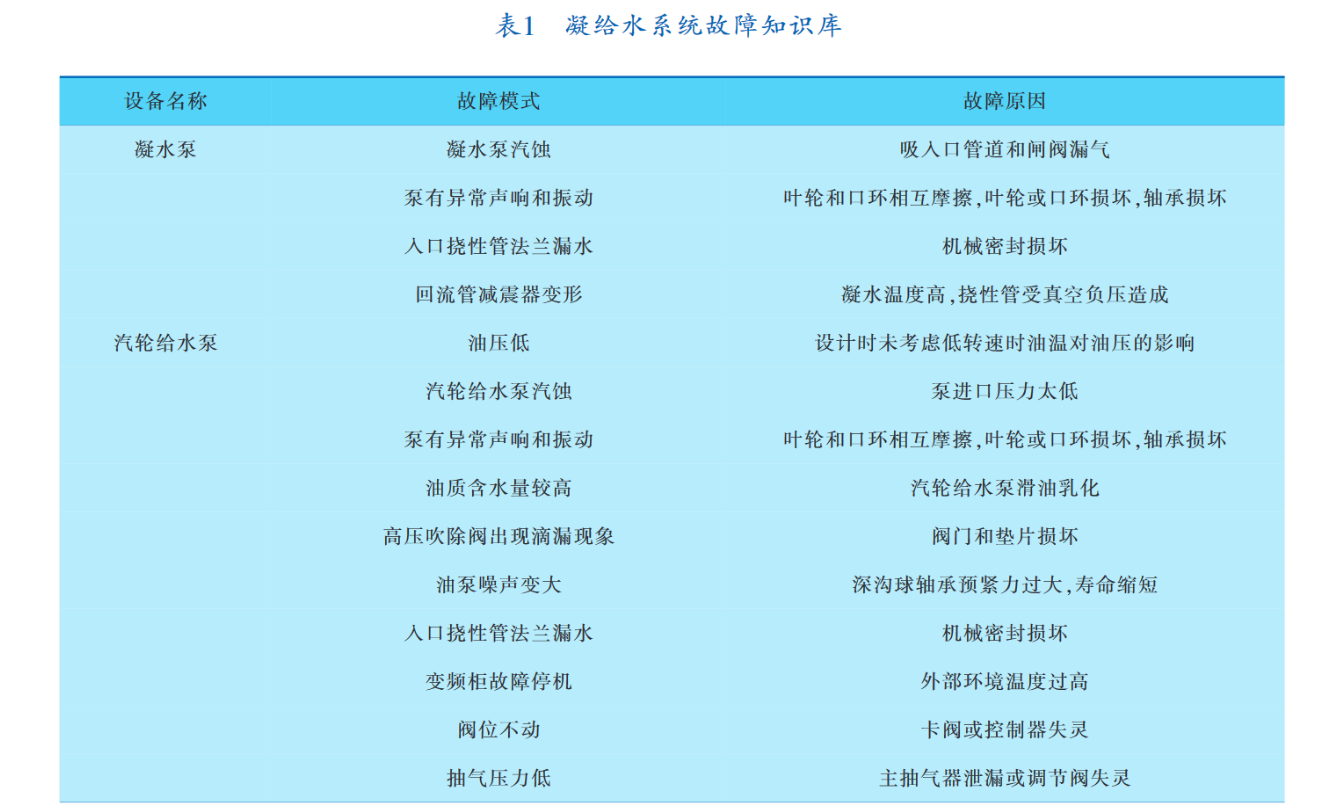 表1 凝给水系统故障知识库
设备名称 故障模式 故障原因
凝水泵 凝水泵汽蚀 吸入口管道和闸阀漏气
泵有异常声响和振动 叶轮和口环相互摩擦,叶轮或口环损坏,轴承损坏
入口挠性管法兰漏水 机械密封损坏
回流管减震器变形 凝水温度高,挠性管受真空负压造成
汽轮给水泵 油压低 设计时未考虑低转速时油温对油压的影响
汽轮给水泵汽蚀 泵进口压力太低
泵有异常声响和振动 叶轮和口环相互摩擦,叶轮或口环损坏,轴承损坏
油质含水量较高 汽轮给水泵滑油乳化
高压吹除阀出现滴漏现象 阀门和垫片损坏
油泵噪声变大 深沟球轴承预紧力过大,寿命缩短
入口挠性管法兰漏水 机械密封损坏
变频柜故障停机 外部环境温度过高
阀位不动 卡阀或控制器失灵
抽气压力低 主抽气器泄漏或调节阀失灵